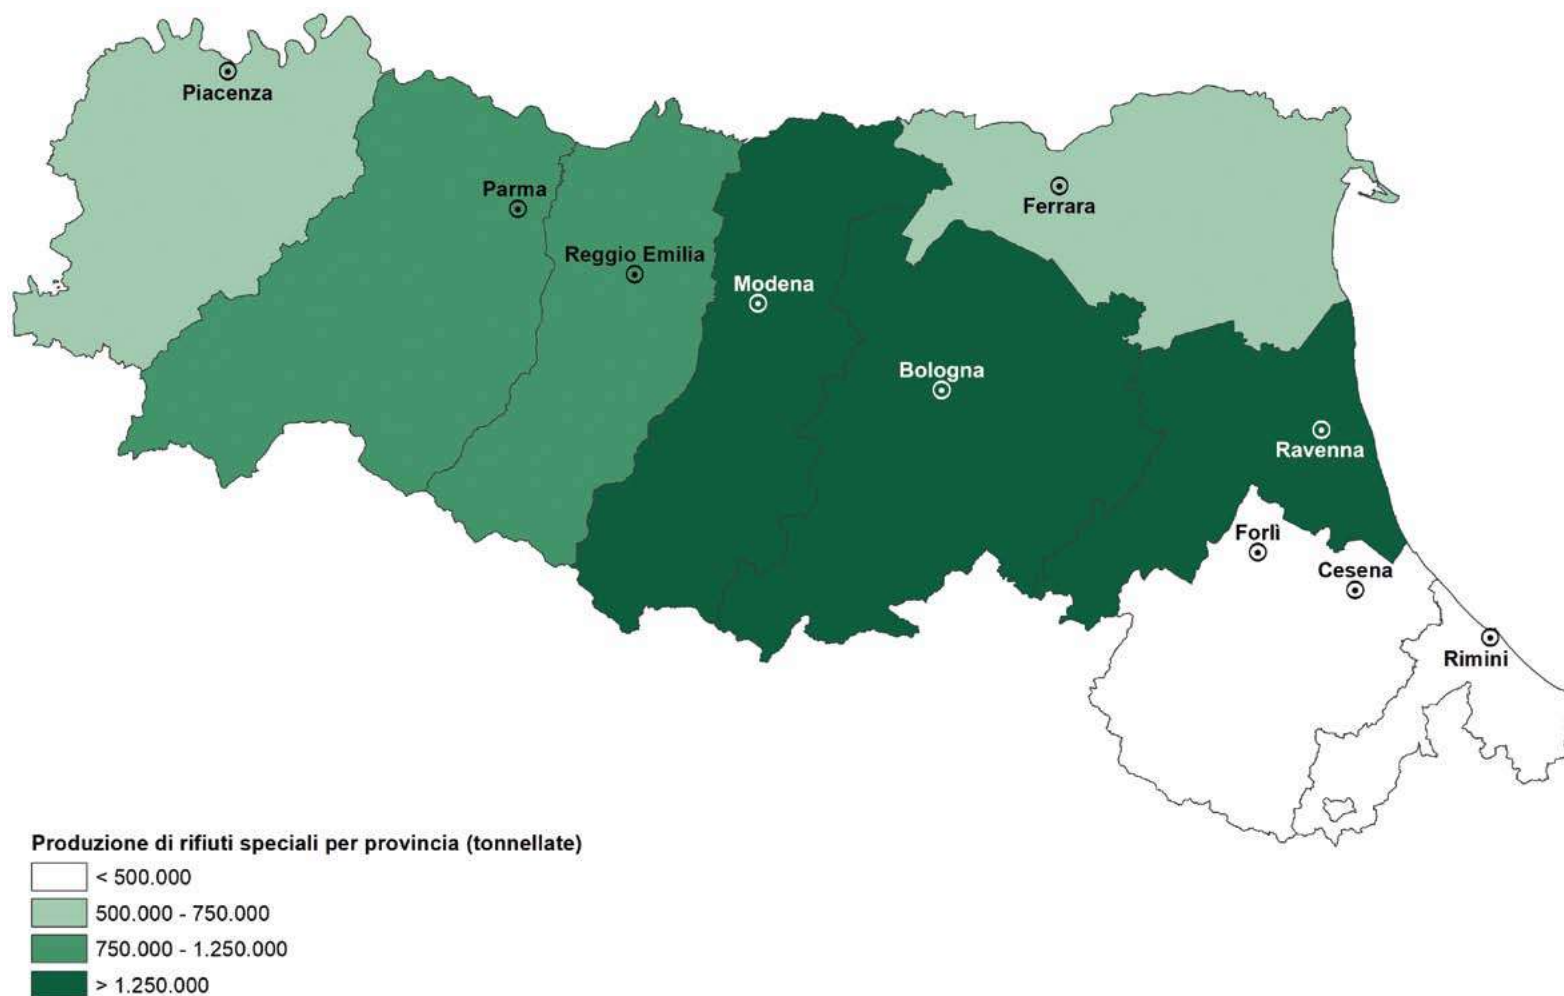 Piacenza
Parma
Ferrara
Reggio Emilia
Modena
Bologna
Ravenna
Forlì
Cesena
Rimini
Produzione di rifiuti speciali per provincia (tonnellate)
< 500.000
500.000 - 750.000
750.000 - 1.250.000
> 1.250.000